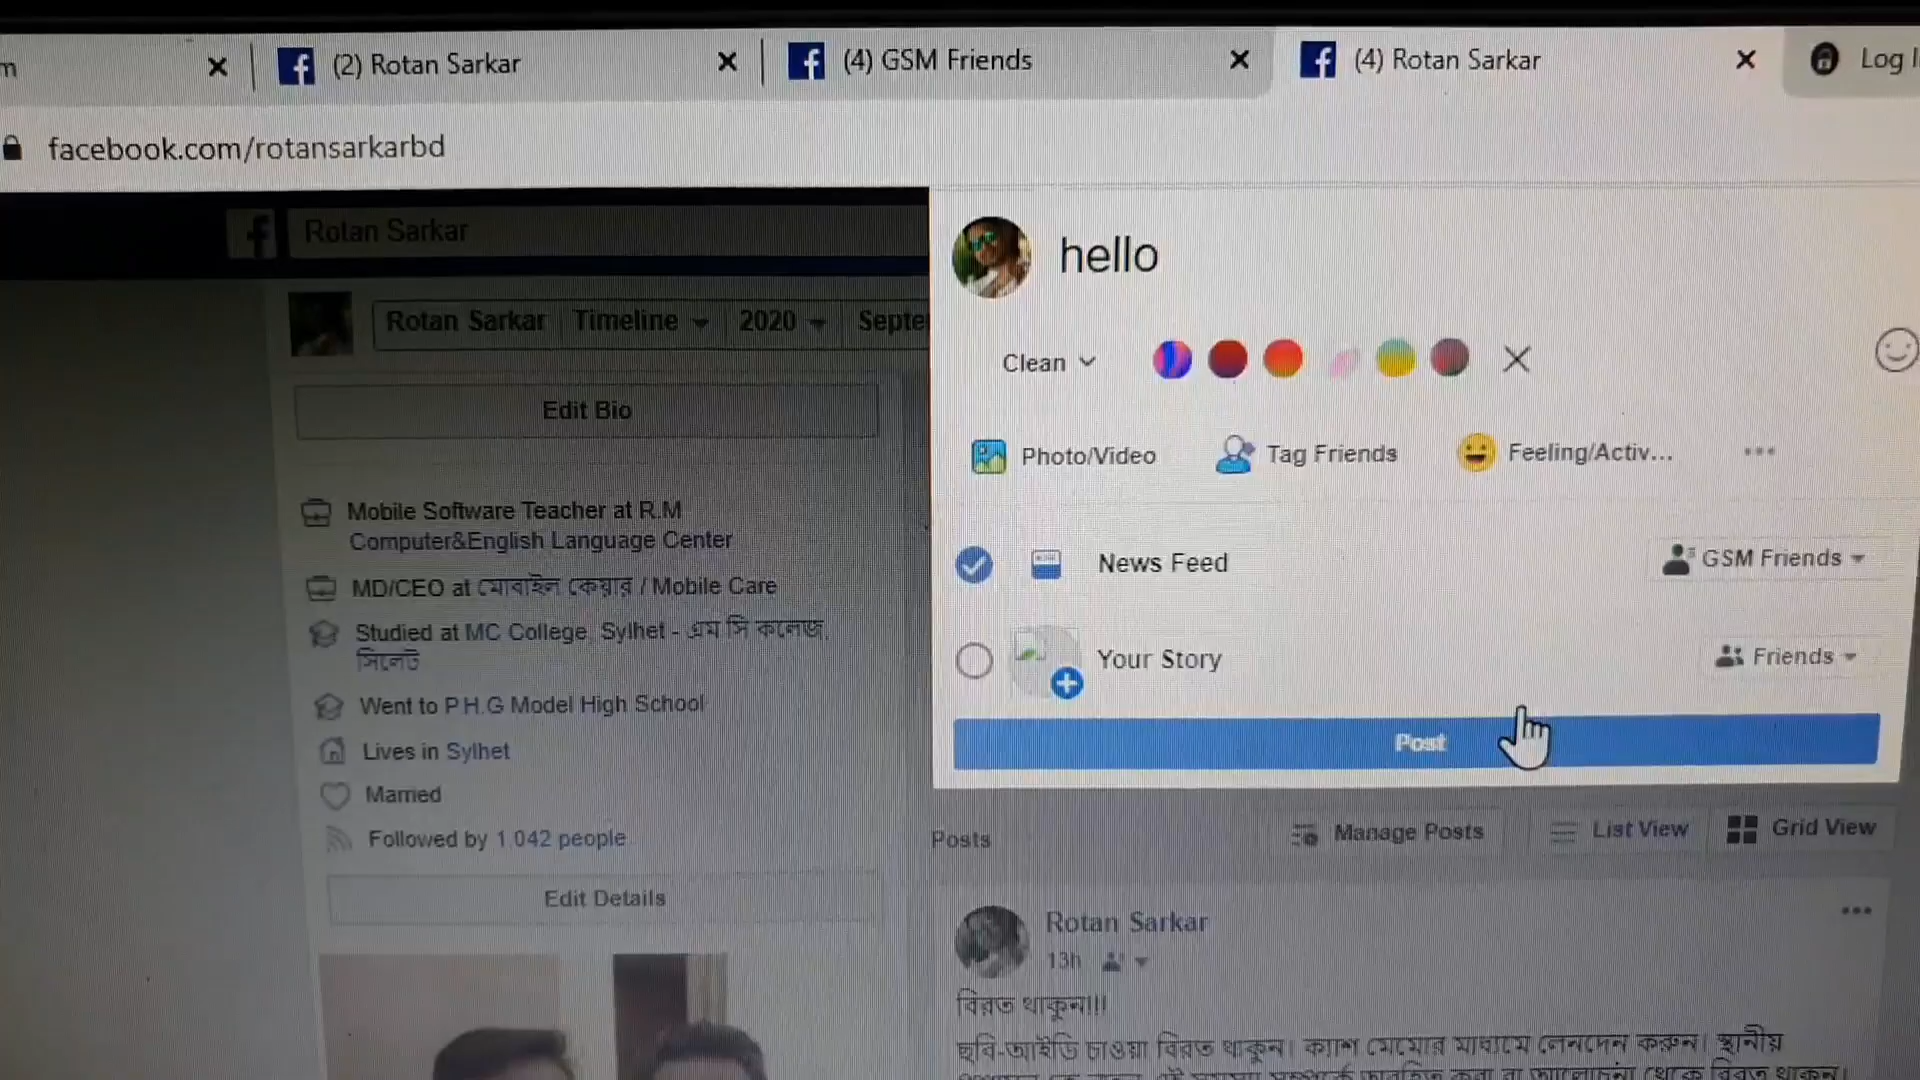 m
(2) Rotan Sarkar
(4) GSM Friends
(4) Rotan Sarkar
Log I
facebook.com/rotansarkarbd
Rotan Sarkar
Rotan Sarkar Timeline 2020 Septe
Edit Bio
Mobile Software Teacher at R.M
Computer&English Language Center
MD/CEO at মোবাইল কেয়ার / Mobile Care
Studied at MC College, Sylhet - এম সি কলেজ,
সিলেট
Went to P.H.G Model High School
Lives in Sylhet
Married
Followed by 1,042 people
Edit Details
hello
Clean
Photo/Video
Tag Friends
Feeling/Activ...
News Feed
GSM Friends
Your Story
Friends
Post
Posts
Manage Posts
List View
Grid View
Rotan Sarkar
13h
বিরত থাকুন!!!
ছবি-আইডি চাওয়া বিরত থাকুন। ক্যাশ মেমোর মাধ্যমে লেনদেন করুন। স্থানীয়